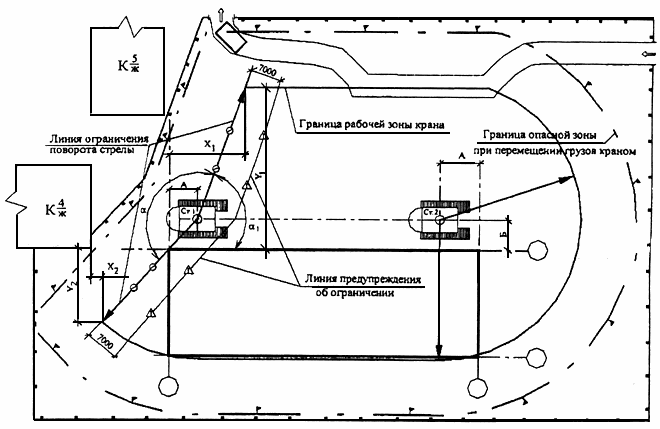 К 5/ж
7000
Линия ограничения
поворота стрелы
X₁
Y₁
Граница рабочей зоны крана
Граница опасной зоны
при перемещении грузов краном
А
А
К 4/ж
Ст.1
α
α₁
Ст.2
Б
X₂
Y₂
Линия предупреждения
об ограничении
7000